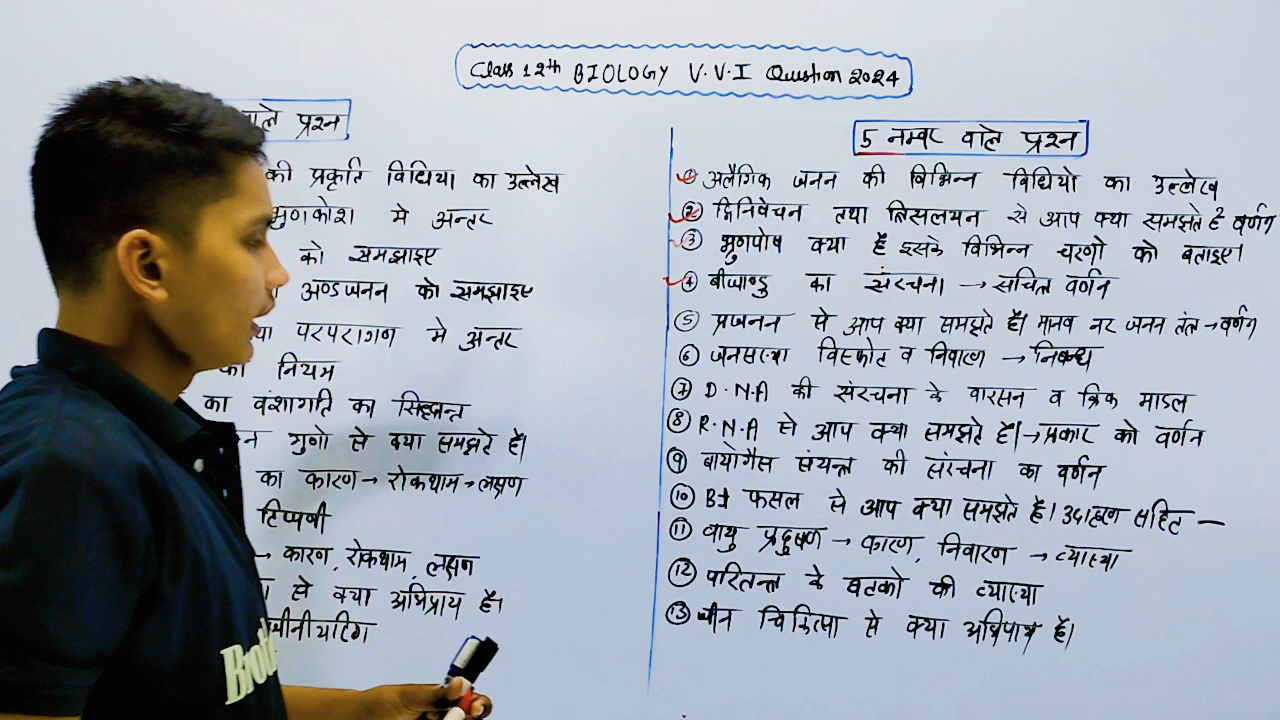 Class 12th BIOLOGY V.V.I Question 2024
वाले प्रश्न
की प्रकृति विधियो का उल्लेख
भ्रुणकोश मे अन्तर
को समझाइए
अण्डजनन को समझाइए
परपरागण मे अन्तर
का नियम
का वंशागति का सिद्धान्त
गुणो से क्या समझते है।
का कारण → रोकथाम → लक्षण
टिप्पणी
→ कारण, रोकथाम, लक्षण
से क्या अभिप्राय है।
5 नम्बर वाले प्रश्न
① अलैगिक जनन की विभिन्न विधियो का उल्लेख
② द्विनिषेचन तथा त्रिसलयन से आप क्या समझते है वर्णन
③ भ्रुणपोष क्या है इसके विभिन्न चरणो को बताइए।
④ बीजाण्डु का संरचना → सचित्र वर्णन
⑤ प्रजनन से आप क्या समझते है। मानव नर जनन तंत्र → वर्णन
⑥ जनसख्या विस्फोट व निवारण → निबन्ध
⑦ D.N.A की संरचना के वाटसन व क्रिक माडल
⑧ R.N.A से आप क्या समझते है। → प्रकार को वर्णन
⑨ बायोगैस संयन्त्र की संरचना का वर्णन
⑩ Bt फसल से आप क्या समझते है। उदाहरण सहित —
⑪ वायु प्रदुषण → कारण, निवारण → व्याख्या
⑫ परितन्त्र के घटको की व्याख्या
⑬ जीन चिकित्सा से क्या अभिप्राय है।
Broth